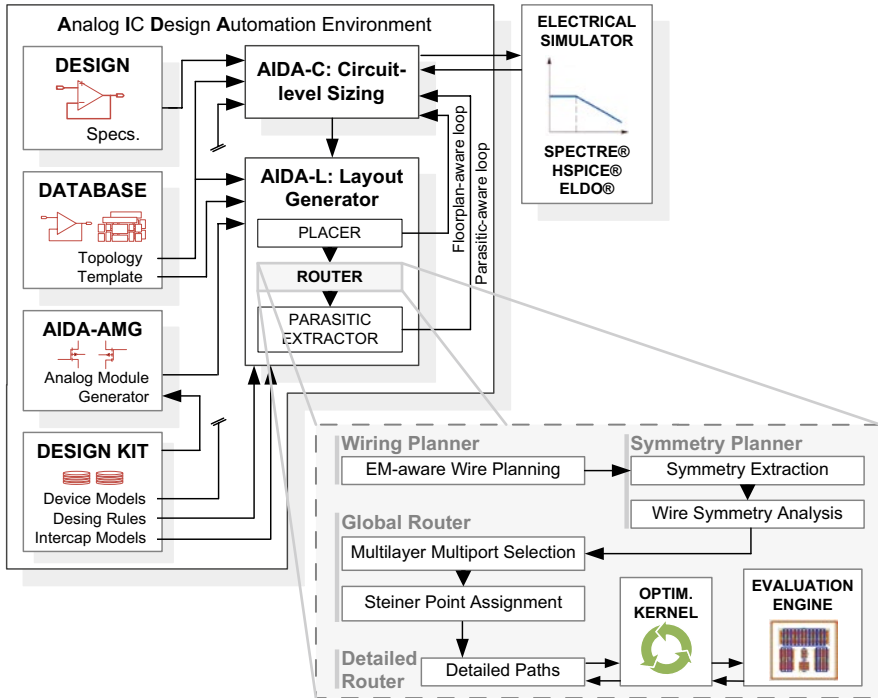 Analog IC Design Automation Environment
DESIGN
Specs.
DATABASE
Topology
Template
AIDA-AMG
Analog Module
Generator
DESIGN KIT
Device Models
Desing Rules
Intercap Models
AIDA-C: Circuit-
level Sizing
AIDA-L: Layout
Generator
PLACER
ROUTER
PARASITIC
EXTRACTOR
Floorplan-aware loop
Parasitic-aware loop
ELECTRICAL
SIMULATOR
SPECTRE®
HSPICE®
ELDO®
Wiring Planner
EM-aware Wire Planning
Symmetry Planner
Symmetry Extraction
Wire Symmetry Analysis
Global Router
Multilayer Multiport Selection
Steiner Point Assignment
Detailed
Router
Detailed Paths
OPTIM.
KERNEL
EVALUATION
ENGINE